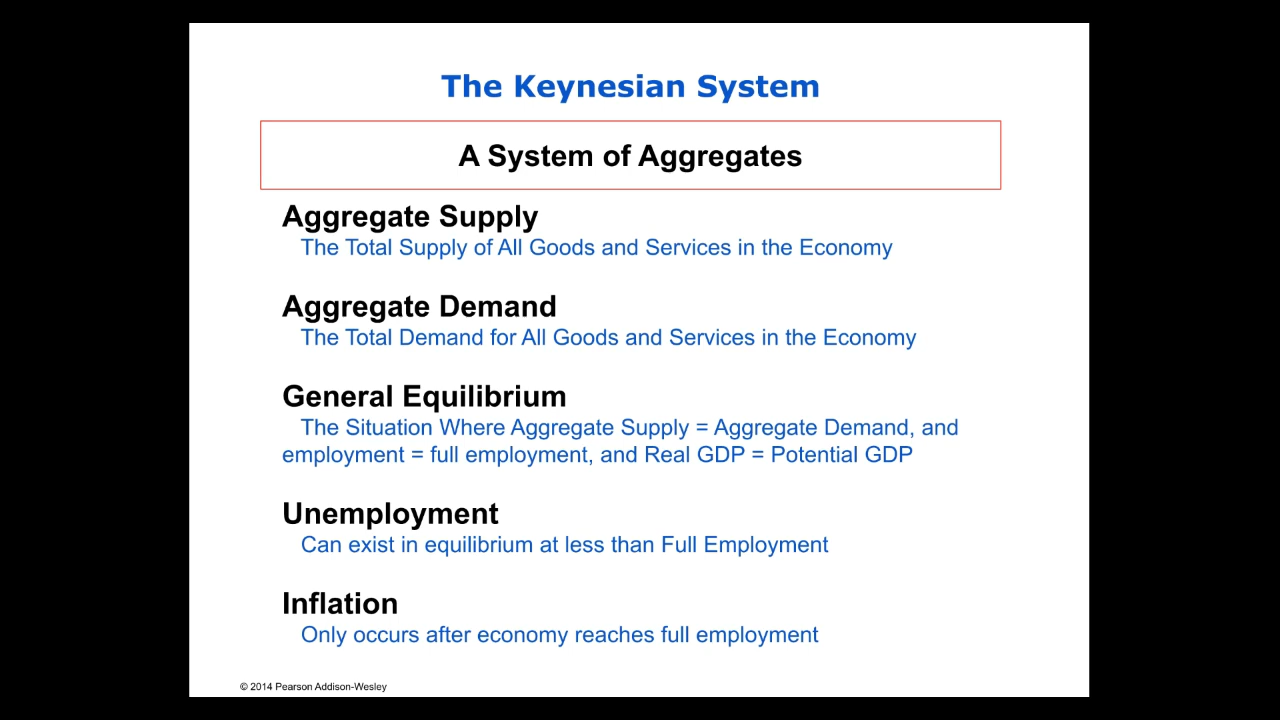 The Keynesian System
A System of Aggregates
Aggregate Supply
The Total Supply of All Goods and Services in the Economy
Aggregate Demand
The Total Demand for All Goods and Services in the Economy
General Equilibrium
The Situation Where Aggregate Supply = Aggregate Demand, and
employment = full employment, and Real GDP = Potential GDP
Unemployment
Can exist in equilibrium at less than Full Employment
Inflation
Only occurs after economy reaches full employment
© 2014 Pearson Addison-Wesley